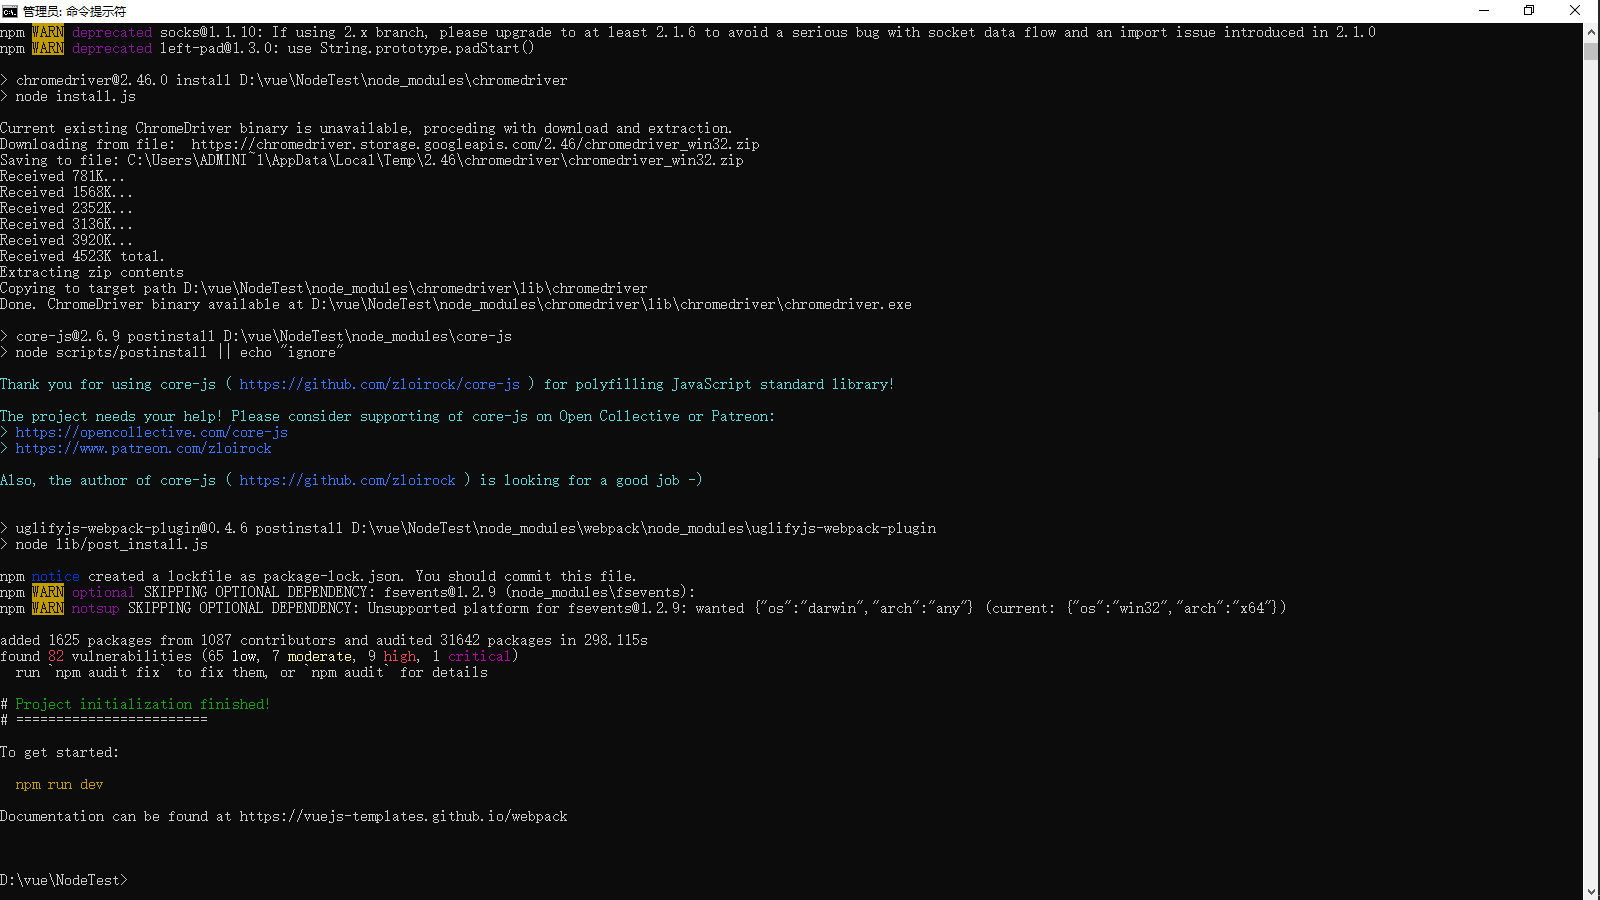 管理员: 命令提示符
npm WARN deprecated socks@1.1.10: If using 2.x branch, please upgrade to at least 2.1.6 to avoid a serious bug with socket data flow and an import issue introduced in 2.1.0
npm WARN deprecated left-pad@1.3.0: use String.prototype.padStart()
> chromedriver@2.46.0 install D:\vue\NodeTest\node_modules\chromedriver
> node install.js
Current existing ChromeDriver binary is unavailable, proceding with download and extraction.
Downloading from file:  https://chromedriver.storage.googleapis.com/2.46/chromedriver_win32.zip
Saving to file: C:\Users\ADMINI~1\AppData\Local\Temp\2.46\chromedriver\chromedriver_win32.zip
Received 781K...
Received 1568K...
Received 2352K...
Received 3136K...
Received 3920K...
Received 4523K total.
Extracting zip contents
Copying to target path D:\vue\NodeTest\node_modules\chromedriver\lib\chromedriver
Done. ChromeDriver binary available at D:\vue\NodeTest\node_modules\chromedriver\lib\chromedriver\chromedriver.exe
> core-js@2.6.9 postinstall D:\vue\NodeTest\node_modules\core-js
> node scripts/postinstall || echo "ignore"
Thank you for using core-js ( https://github.com/zloirock/core-js ) for polyfilling JavaScript standard library!
The project needs your help! Please consider supporting of core-js on Open Collective or Patreon:
> https://opencollective.com/core-js
> https://www.patreon.com/zloirock
Also, the author of core-js ( https://github.com/zloirock ) is looking for a good job -)
> uglifyjs-webpack-plugin@0.4.6 postinstall D:\vue\NodeTest\node_modules\webpack\node_modules\uglifyjs-webpack-plugin
> node lib/post_install.js
npm notice created a lockfile as package-lock.json. You should commit this file.
npm WARN optional SKIPPING OPTIONAL DEPENDENCY: fsevents@1.2.9 (node_modules\fsevents):
npm WARN notsup SKIPPING OPTIONAL DEPENDENCY: Unsupported platform for fsevents@1.2.9: wanted {"os":"darwin","arch":"any"} (current: {"os":"win32","arch":"x64"})
added 1625 packages from 1087 contributors and audited 31642 packages in 298.115s
found 82 vulnerabilities (65 low, 7 moderate, 9 high, 1 critical)
  run `npm audit fix` to fix them, or `npm audit` for details
# Project initialization finished!
# ========================
To get started:
  npm run dev
Documentation can be found at https://vuejs-templates.github.io/webpack
D:\vue\NodeTest>